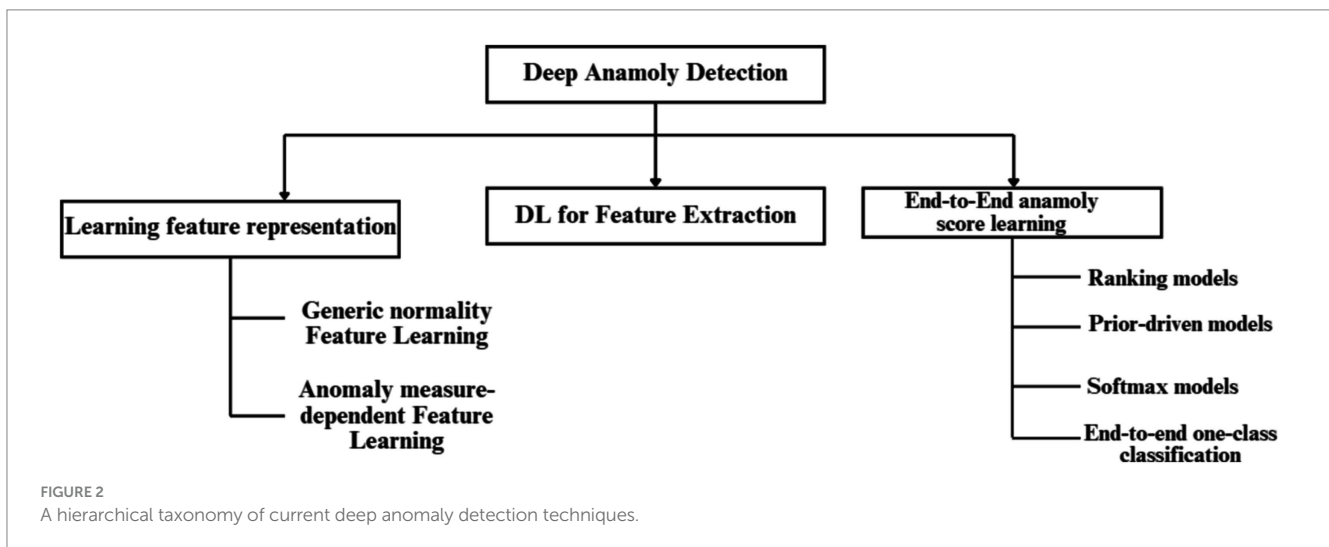 Deep Anamoly Detection
Learning feature representation
DL for Feature Extraction
End-to-End anamoly
score learning
Generic normality
Feature Learning
Anomaly measure-
dependent Feature
Learning
Ranking models
Prior-driven models
Softmax models
End-to-end one-class
classification
FIGURE 2
A hierarchical taxonomy of current deep anomaly detection techniques.